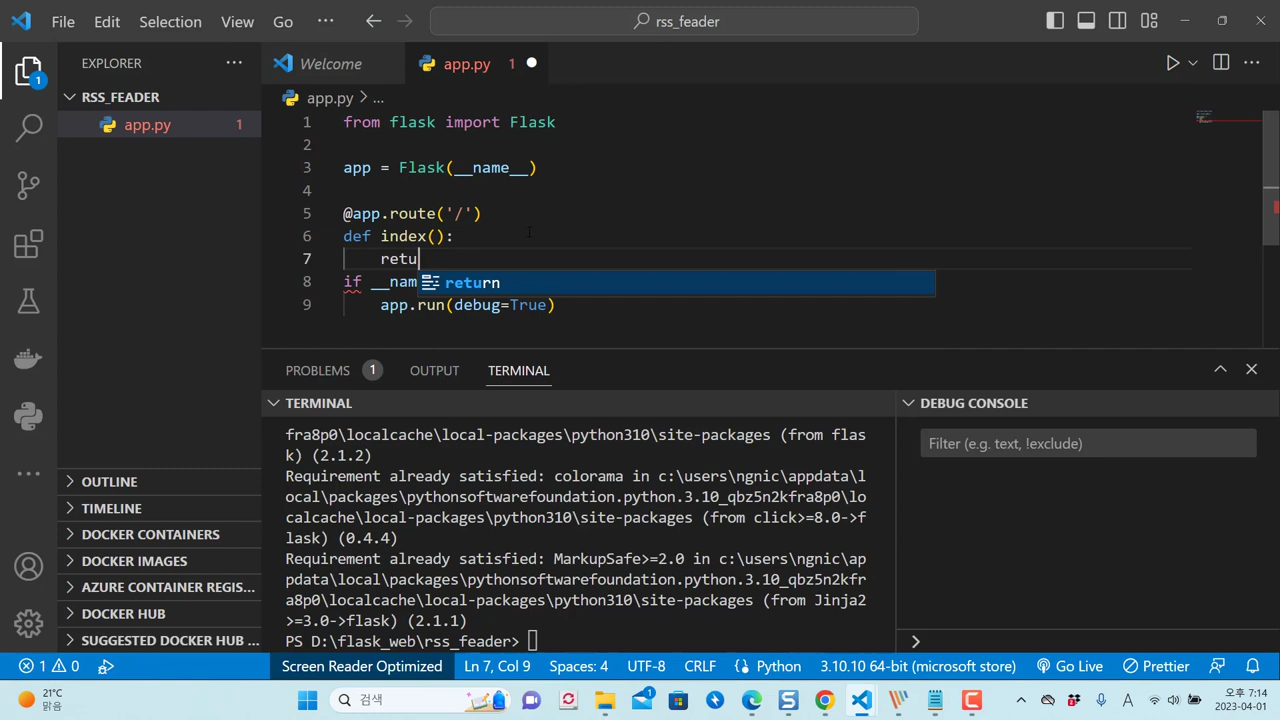 File Edit Selection View Go ··· rss_feader
EXPLORER ···
RSS_FEADER
app.py 1
Welcome
app.py 1
app.py > ...
1 from flask import Flask
2
3 app = Flask(__name__)
4
5 @app.route('/')
6 def index():
7 retu
return
8 if __nam
9 app.run(debug=True)
PROBLEMS 1 OUTPUT TERMINAL
TERMINAL
fra8p0\localcache\local-packages\python310\site-packages (from flas
k) (2.1.2)
Requirement already satisfied: colorama in c:\users\ngnic\appdata\l
ocal\packages\pythonsoftwarefoundation.python.3.10_qbz5n2kfra8p0\lo
calcache\local-packages\python310\site-packages (from click>=8.0->f
lask) (0.4.4)
Requirement already satisfied: MarkupSafe>=2.0 in c:\users\ngnic\ap
pdata\local\packages\pythonsoftwarefoundation.python.3.10_qbz5n2kfr
a8p0\localcache\local-packages\python310\site-packages (from Jinja2
>=3.0->flask) (2.1.1)
PS D:\flask_web\rss_feader>
DEBUG CONSOLE
Filter (e.g. text, !exclude)
1
OUTLINE
TIMELINE
DOCKER CONTAINERS
DOCKER IMAGES
AZURE CONTAINER REGIS...
DOCKER HUB
SUGGESTED DOCKER HUB ...
1 0 Screen Reader Optimized Ln 7, Col 9 Spaces: 4 UTF-8 CRLF Python 3.10.10 64-bit (microsoft store) Go Live Prettier
21°C
맑음
검색
1
A
오후 7:14
2023-04-01